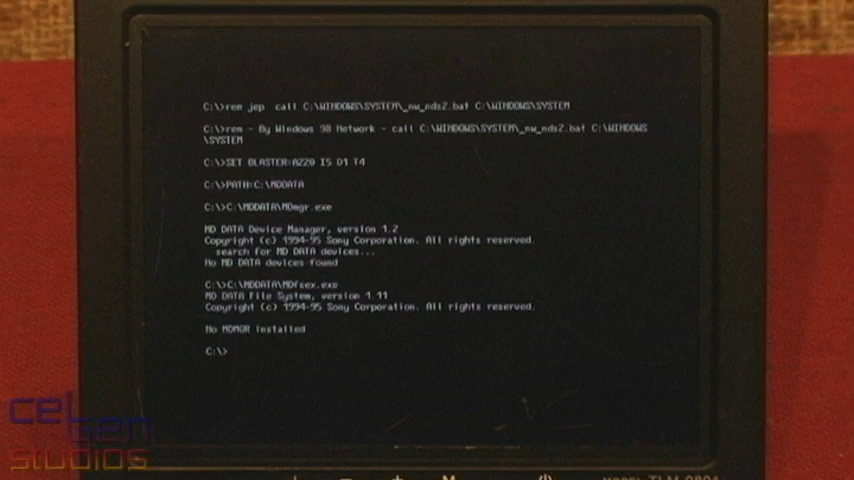 C:\>rem jep  call C:\WINDOWS\SYSTEM\_nw_nds2.bat C:\WINDOWS\SYSTEM
C:\>rem - By Windows 98 Network - call C:\WINDOWS\SYSTEM\_nw_nds2.bat C:\WINDOWS
\SYSTEM
C:\>SET BLASTER=A220 I5 D1 T4
C:\>PATH=C:\MDDATA
C:\>C:\MDDATA\MDmgr.exe
MD DATA Device Manager, version 1.2
Copyright (c) 1994-95 Sony Corporation. All rights reserved.
search for MD DATA devices...
No MD DATA devices found
C:\>C:\MDDATA\MDfsex.exe
MD DATA File System, version 1.11
Copyright (c) 1994-95 Sony Corporation. All rights reserved.
No MDMGR installed
C:\>
celGen
studios